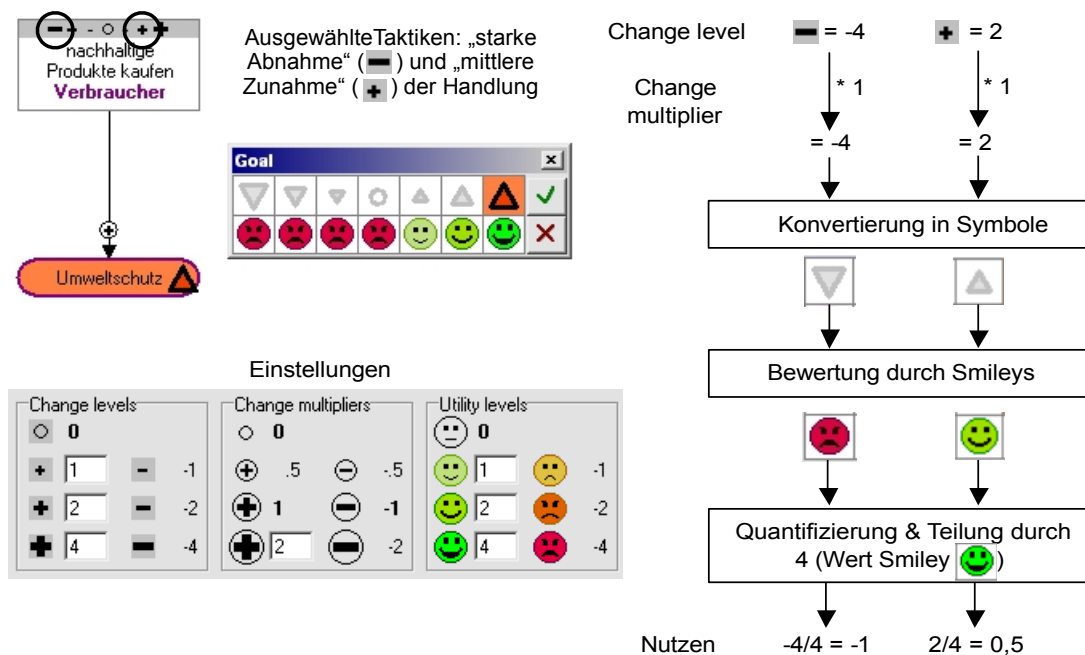 nachhaltige
Produkte kaufen
Verbraucher
Umweltschutz
AusgewählteTaktiken: „starke
Abnahme“ ( ) und „mittlere
Zunahme“ ( ) der Handlung
Goal
Einstellungen
Change levels
0
1 -1
2 -2
4 -4
Change multipliers
0
.5 -.5
1 -1
2 -2
Utility levels
0
1 -1
2 -2
4 -4
Change level = -4 = 2
Change
multiplier
* 1 * 1
= -4 = 2
Konvertierung in Symbole
Bewertung durch Smileys
Quantifizierung & Teilung durch
4 (Wert Smiley )
Nutzen -4/4 = -1 2/4 = 0,5